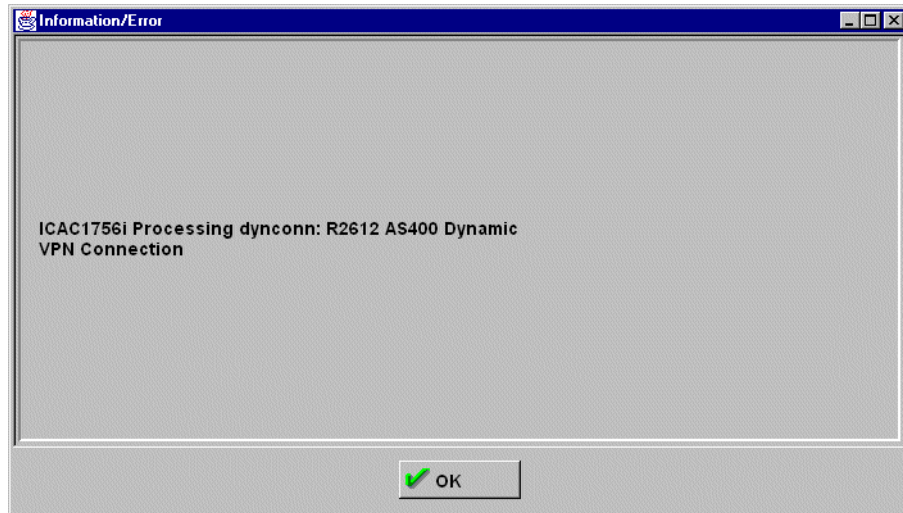 Information/Error
ICAC1756i Processing dynconn: R2612 AS400 Dynamic
VPN Connection
OK